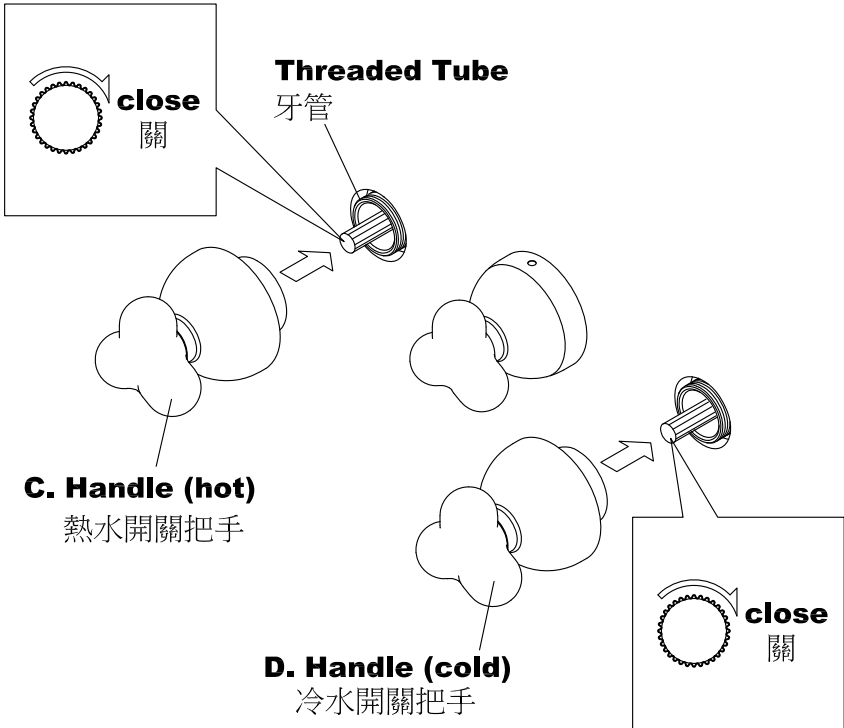 close
關
Threaded Tube
牙管
C. Handle (hot)
熱水開關把手
D. Handle (cold)
冷水開關把手
close
關